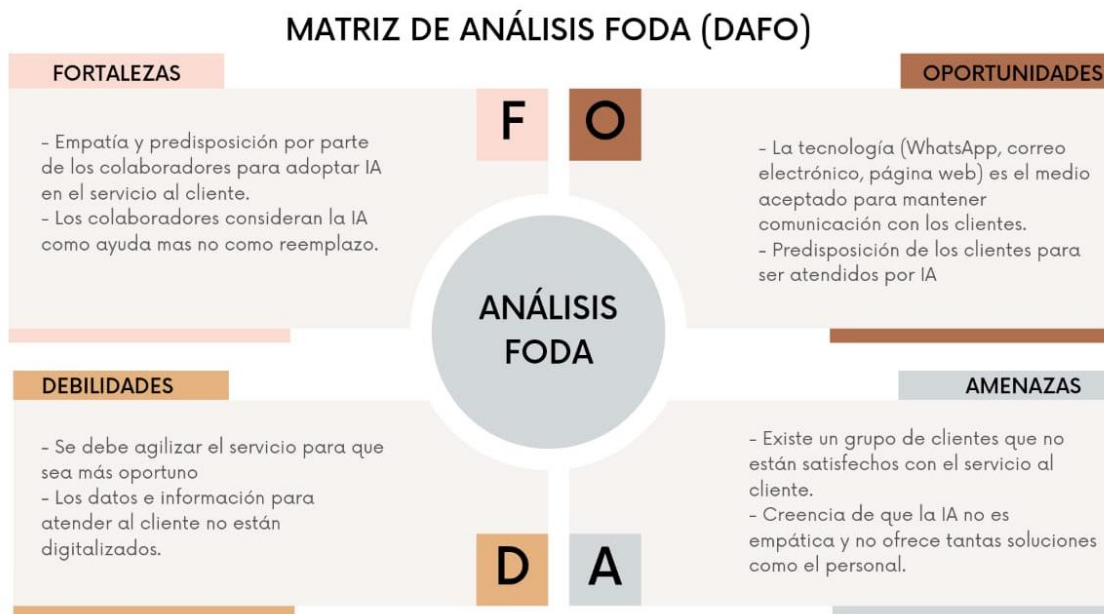 MATRIZ DE ANÁLISIS FODA (DAFO)
FORTALEZAS
F
- Empatía y predisposición por parte
de los colaboradores para adoptar IA
en el servicio al cliente.
- Los colaboradores consideran la IA
como ayuda mas no como reemplazo.
OPORTUNIDADES
O
- La tecnología (WhatsApp, correo
electrónico, página web) es el medio
aceptado para mantener
comunicación con los clientes.
- Predisposición de los clientes para
ser atendidos por IA
ANÁLISIS
FODA
DEBILIDADES
- Se debe agilizar el servicio para que
sea más oportuno
- Los datos e información para
atender al cliente no están
digitalizados.
D
AMENAZAS
- Existe un grupo de clientes que no
están satisfechos con el servicio al
cliente.
- Creencia de que la IA no es
empática y no ofrece tantas soluciones
como el personal.
A